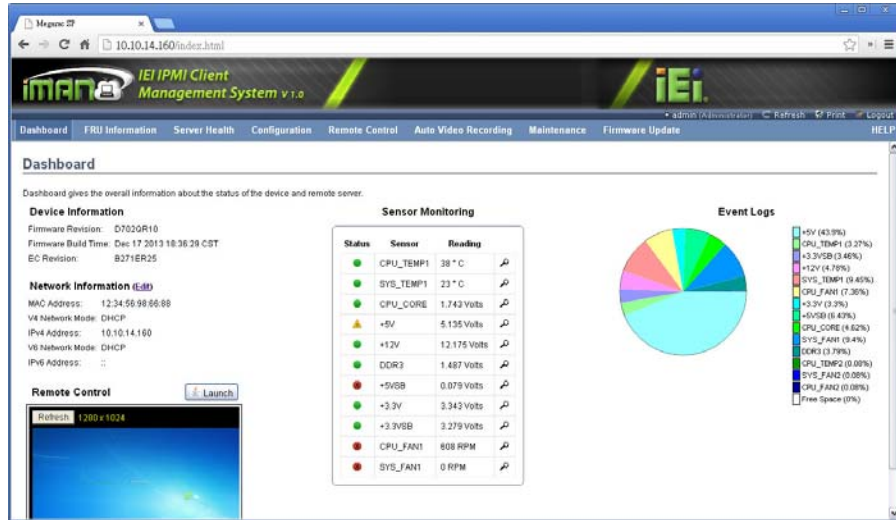 Megarac SP
10.10.14.160/index.html
iMAN
IEI IPMI Client
Management System v 1.0
iEi
admin (Administrator) Refresh Print Logout
Dashboard FRU Information Server Health Configuration Remote Control Auto Video Recording Maintenance Firmware Update HELP
Dashboard
Dashboard gives the overall information about the status of the device and remote server.
Device Information
Firmware Revision: D702GR10
Firmware Build Time: Dec 17 2013 18:36:29 CST
EC Revision: B271ER25
Network Information (Edit)
MAC Address: 12:34:56:98:66:88
V4 Network Mode: DHCP
IPv4 Address: 10.10.14.160
V6 Network Mode: DHCP
IPv6 Address: ::
Remote Control Launch
Refresh 1280 x 1024
Sensor Monitoring
Status Sensor Reading
CPU_TEMP1 38 ° C
SYS_TEMP1 23 ° C
CPU_CORE 1.743 Volts
+5V 5.135 Volts
+12V 12.175 Volts
DDR3 1.487 Volts
+5VSB 0.079 Volts
+3.3V 3.343 Volts
+3.3VSB 3.279 Volts
CPU_FAN1 608 RPM
SYS_FAN1 0 RPM
Event Logs
+5V (43.9%)
CPU_TEMP1 (3.27%)
+3.3VSB (3.46%)
+12V (4.78%)
SYS_TEMP1 (9.45%)
CPU_FAN1 (7.36%)
+3.3V (3.3%)
+5VSB (6.43%)
CPU_CORE (4.62%)
SYS_FAN1 (9.4%)
DDR3 (3.79%)
CPU_TEMP2 (0.08%)
SYS_FAN2 (0.08%)
CPU_FAN2 (0.08%)
Free Space (0%)